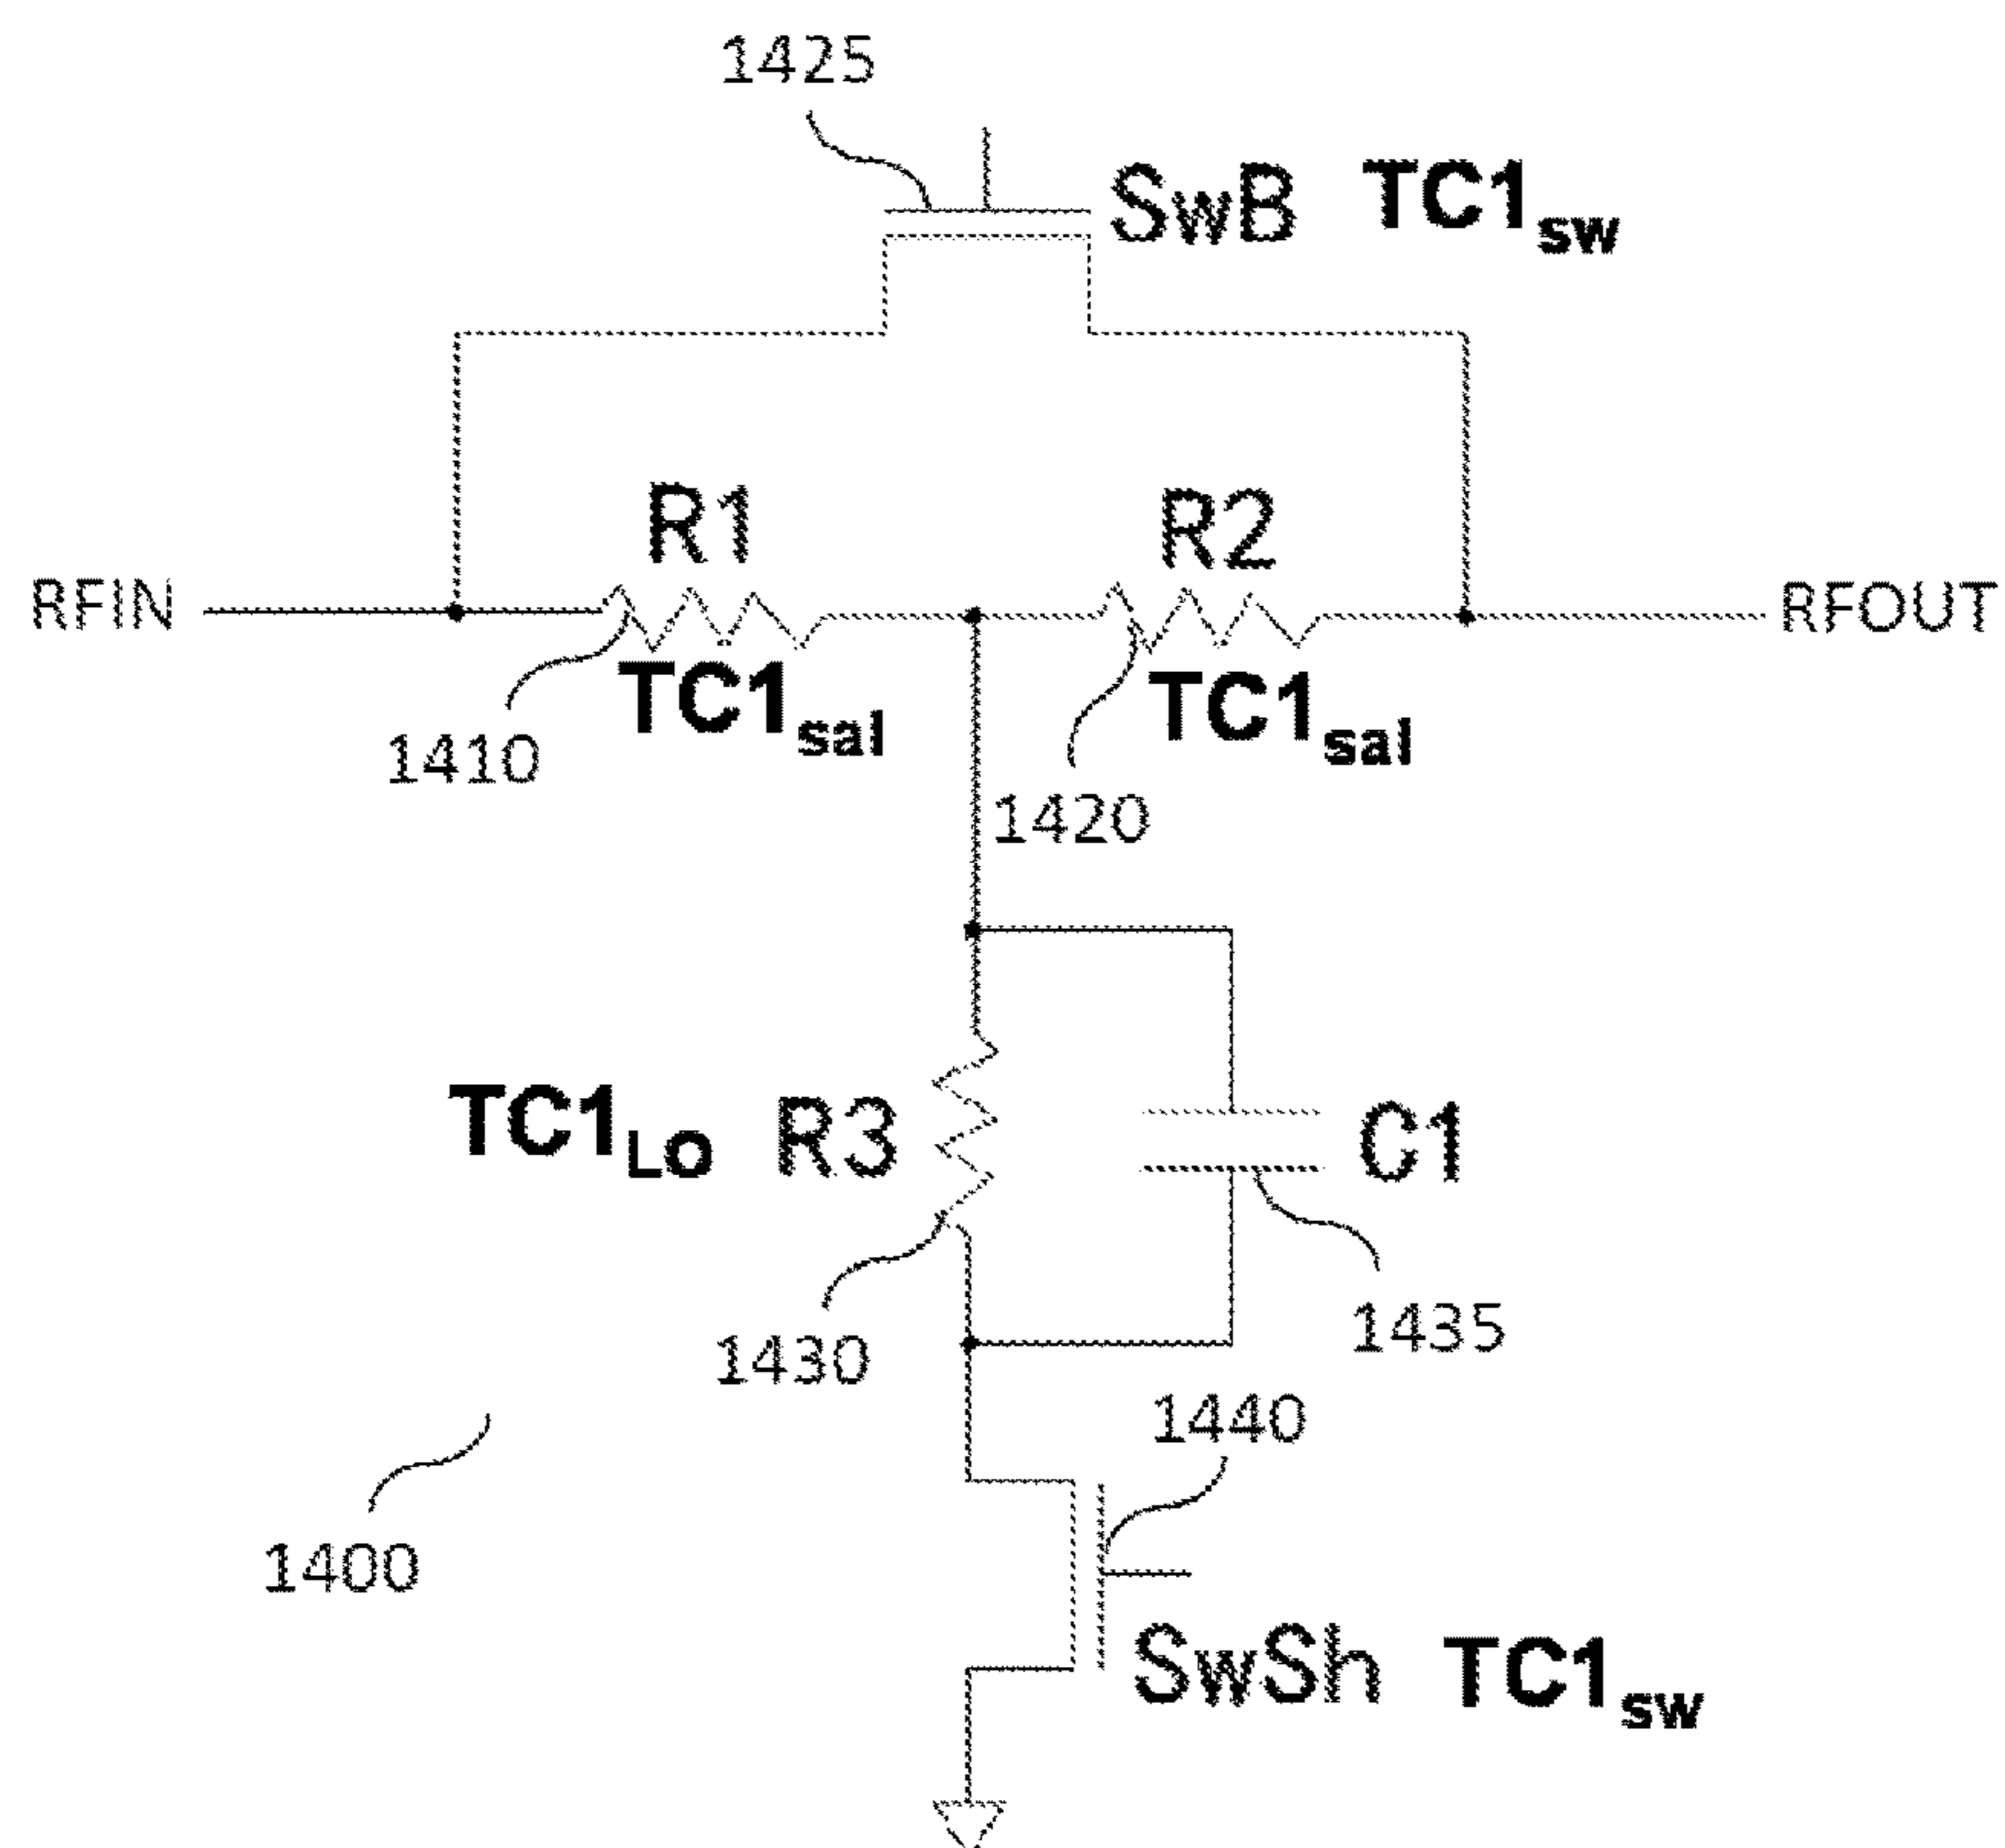 1425
SwB TC1sw
R1
R2
RFIN
RFOUT
TC1sal
TC1sal
1410
1420
TC1LO R3
C1
1430
1435
1440
1400
SwSh TC1sw